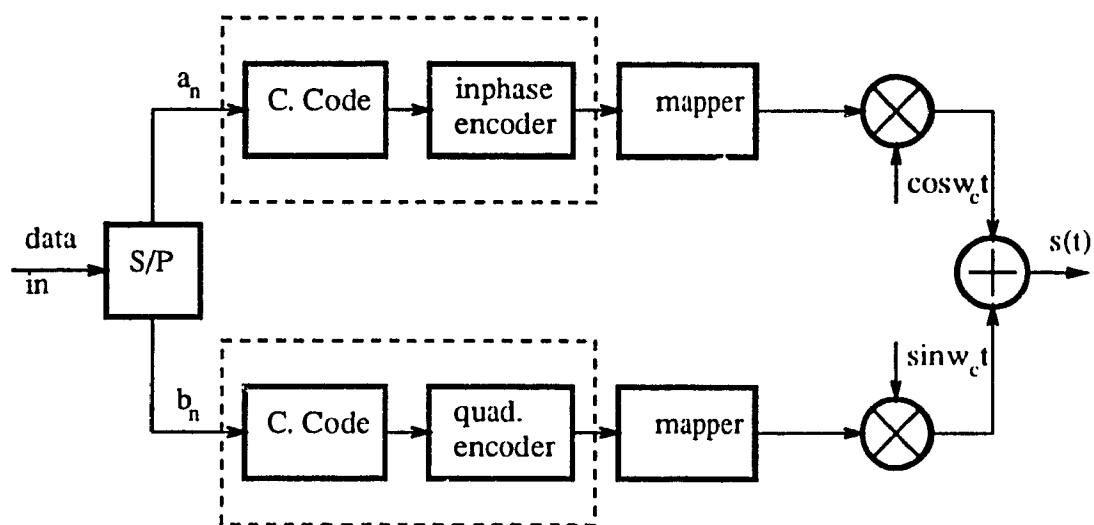 a_n
C. Code
inphase
encoder
mapper
cosw_c t
data
in
S/P
s(t)
b_n
C. Code
quad.
encoder
mapper
sinw_c t